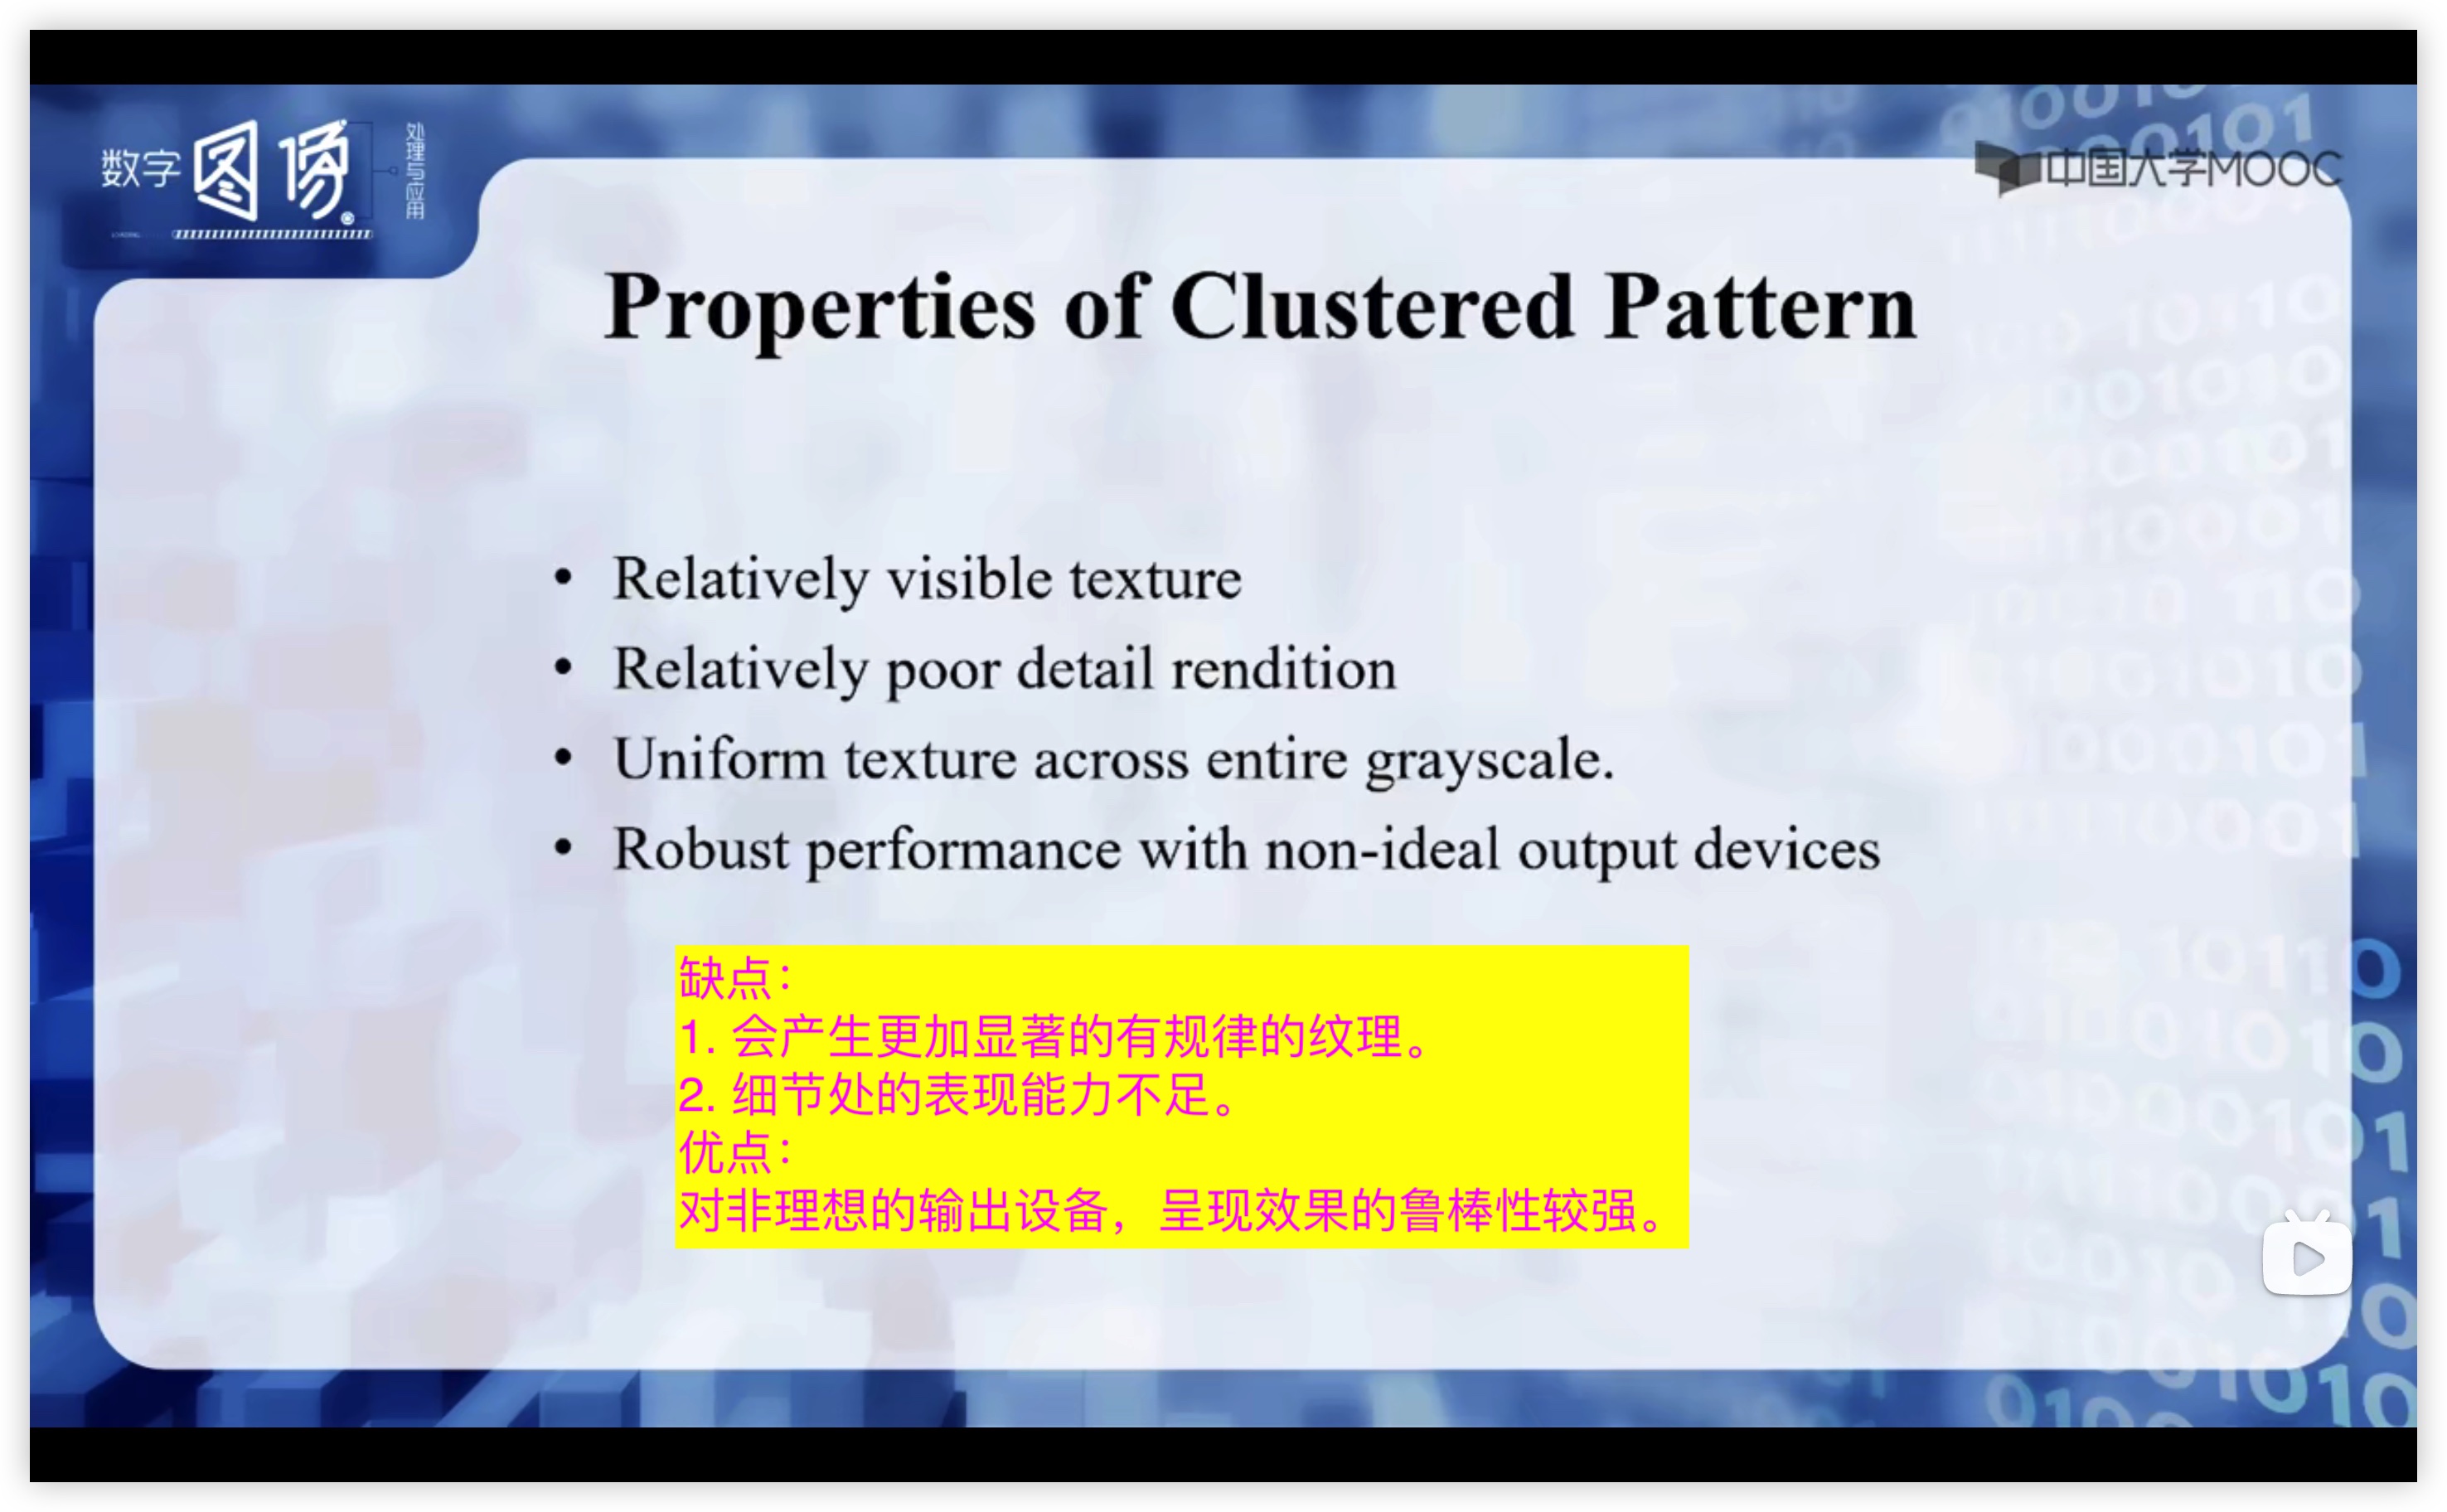 数字图像
处理与应用
中国大学MOOC
Properties of Clustered Pattern
• Relatively visible texture
• Relatively poor detail rendition
• Uniform texture across entire grayscale.
• Robust performance with non-ideal output devices
缺点：
1. 会产生更加显著的有规律的纹理。
2. 细节处的表现能力不足。
优点：
对非理想的输出设备，呈现效果的鲁棒性较强。